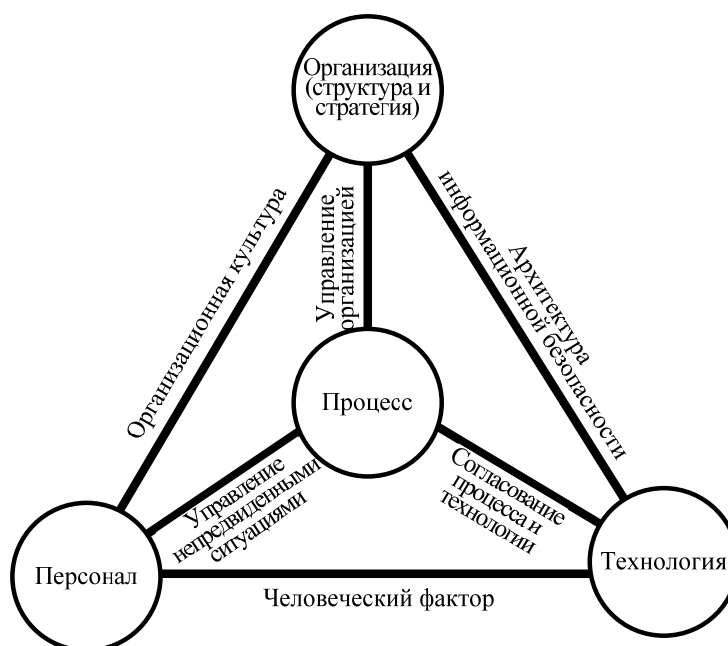 Организация
(структура и
стратегия)
Организационная культура
Управление
организацией
Архитектура
информационной безопасности
Процесс
Управление
непредвиденными
ситуациями
Согласование
процесса и
технологии
Персонал
Технология
Человеческий фактор